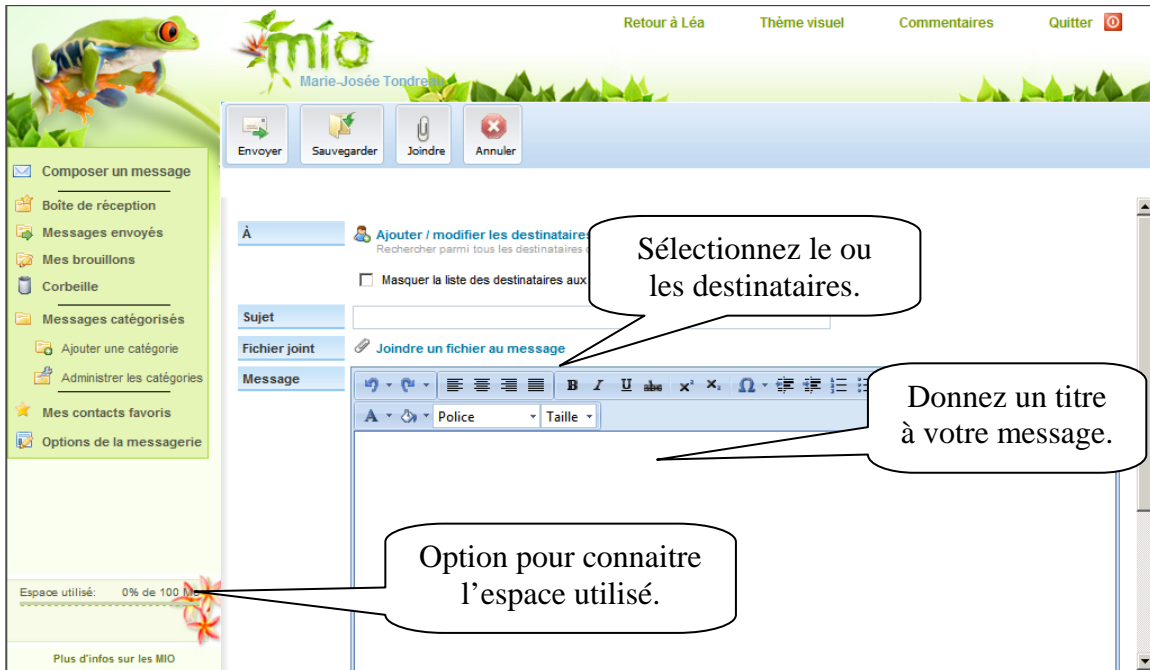 Retour à Léa Thème visuel Commentaires Quitter
mio
Marie-Josée Tondreau
Envoyer Sauvegarder Joindre Annuler
Composer un message
Boîte de réception
Messages envoyés
Mes brouillons
Corbeille
Messages catégorisés
Ajouter une catégorie
Administrer les catégories
Mes contacts favoris
Options de la messagerie
Espace utilisé: 0% de 100 Mo
Plus d'infos sur les MIO
À Ajouter / modifier les destinataires
Rechercher parmi tous les destinataires
Masquer la liste des destinataires aux
Sujet
Fichier joint Joindre un fichier au message
Message
B I U abc x² x₂ Ω
A Police Taille
Sélectionnez le ou
les destinataires.
Donnez un titre
à votre message.
Option pour connaitre
l’espace utilisé.